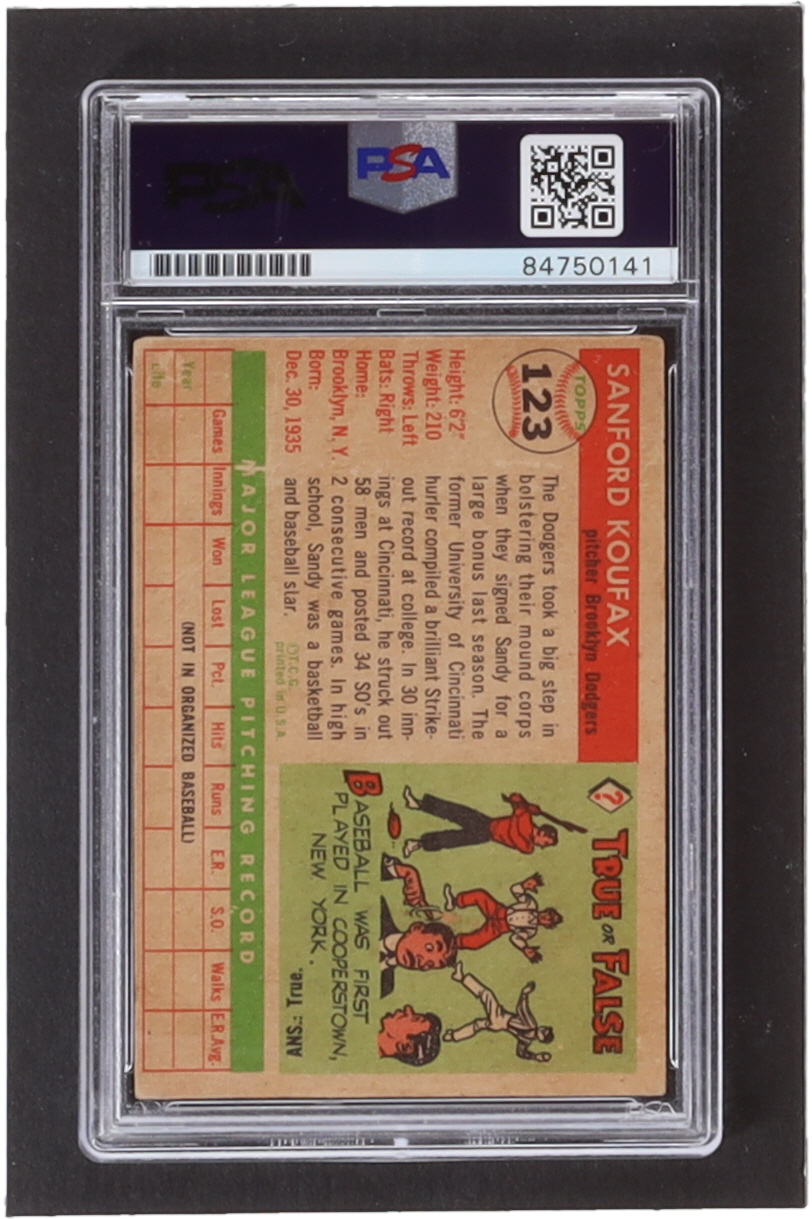 PSA
84750141
TOPPS
123
SANFORD KOUFAX
pitcher Brooklyn Dodgers
Height: 6'2"
Weight: 210
Throws: Left
Bats: Right
Home:
Brooklyn, N. Y.
Born:
Dec. 30, 1935
The Dodgers took a big step in
bolstering their mound corps
when they signed Sandy for a
large bonus last season. The
former University of Cincinnati
hurler compiled a brilliant Strike-
out record at college. In 30 inn-
ings at Cincinnati, he struck out
58 men and posted 34 SO's in
2 consecutive games. In high
school, Sandy was a basketball
and baseball star.
© T.C.G.
printed in U.S.A.
?
TRUE OR FALSE
BASEBALL WAS FIRST
PLAYED IN COOPERSTOWN,
NEW YORK.
ANS: True.
MAJOR LEAGUE PITCHING RECORD
Games Innings Won Lost Pct. Hits Runs E.R. S.O. Walks E.R.Avg.
Year
(NOT IN ORGANIZED BASEBALL)
Life
PSA